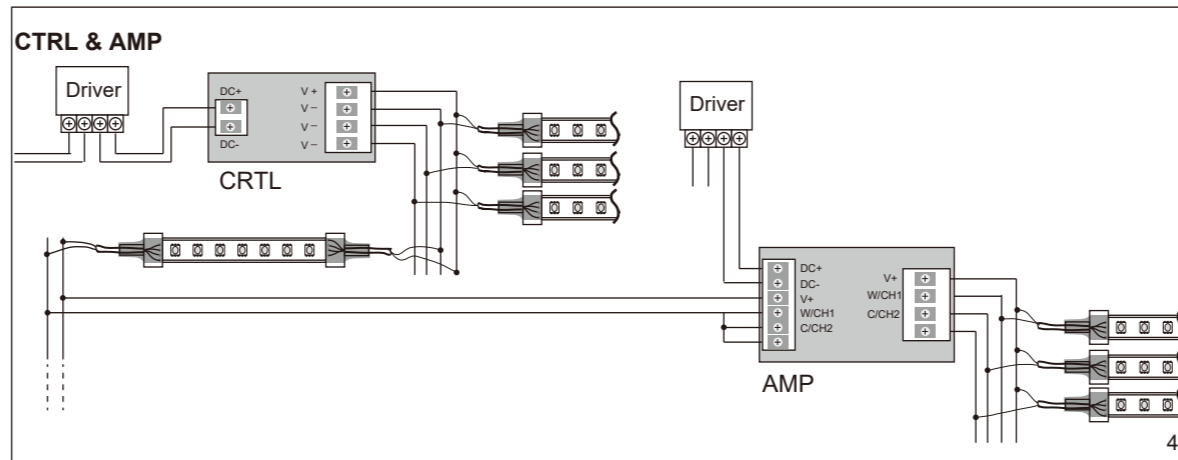 CTRL & AMP
Driver
DC+
DC-
V +
V –
V –
V –
CRTL
Driver
DC+
DC-
V+
W/CH1
C/CH2
V+
W/CH1
C/CH2
AMP
4